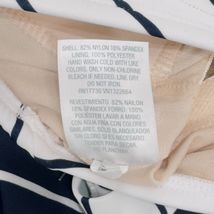 SHELL: 82% NYLON 18% SPANDEX
LINING: 100% POLYESTER
HAND WASH COLD WITH LIKE
COLORS. ONLY NON-CHLORINE
BLEACH IF NEEDED. LINE DRY.
DO NOT IRON
RN17730 VN1322664
REVESTIMIENTO: 82% NAILON
18% SPANDEX FORRO: 100%
POLYESTER LAVAR A MANO
CON AGUA FRIA. CON COLORES
SIMILARES. SOLO BLANQUEADOR
SIN CLORO SI ES NECESARIO
TENDER PARA SECAR.
NO PLANCHAR